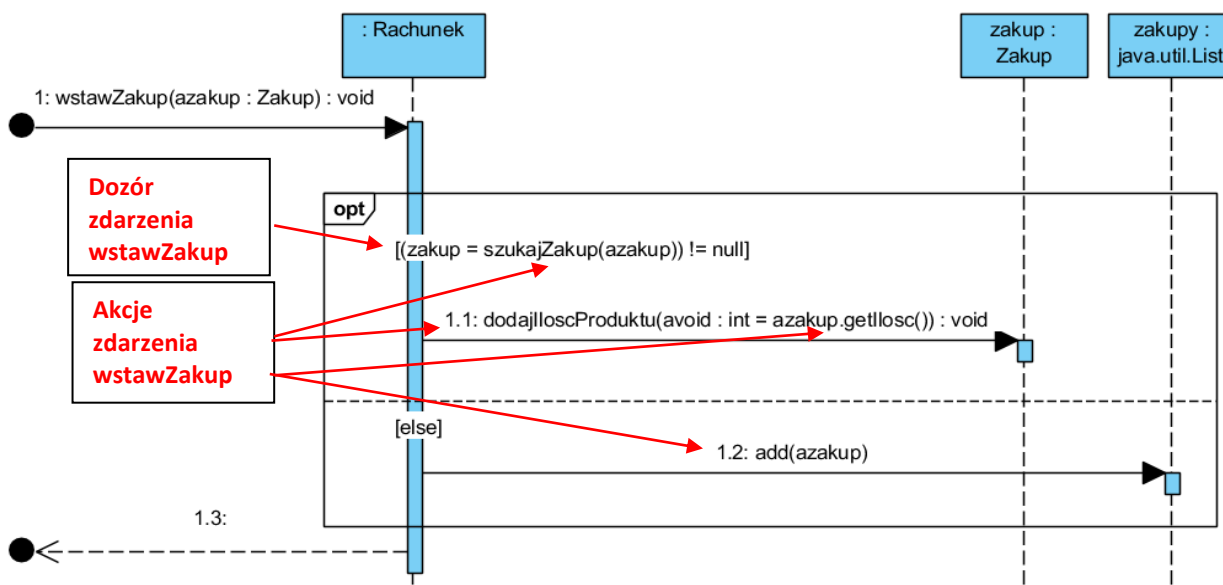 : Rachunek
zakup :
Zakup
zakupy :
java.util.List
1: wstawZakup(azakup : Zakup) : void
Dozór
zdarzenia
wstawZakup
opt
[(zakup = szukajZakup(azakup)) != null]
Akcje
zdarzenia
wstawZakup
1.1: dodajIloscProduktu(avoid : int = azakup.getIlosc()) : void
[else]
1.2: add(azakup)
1.3: